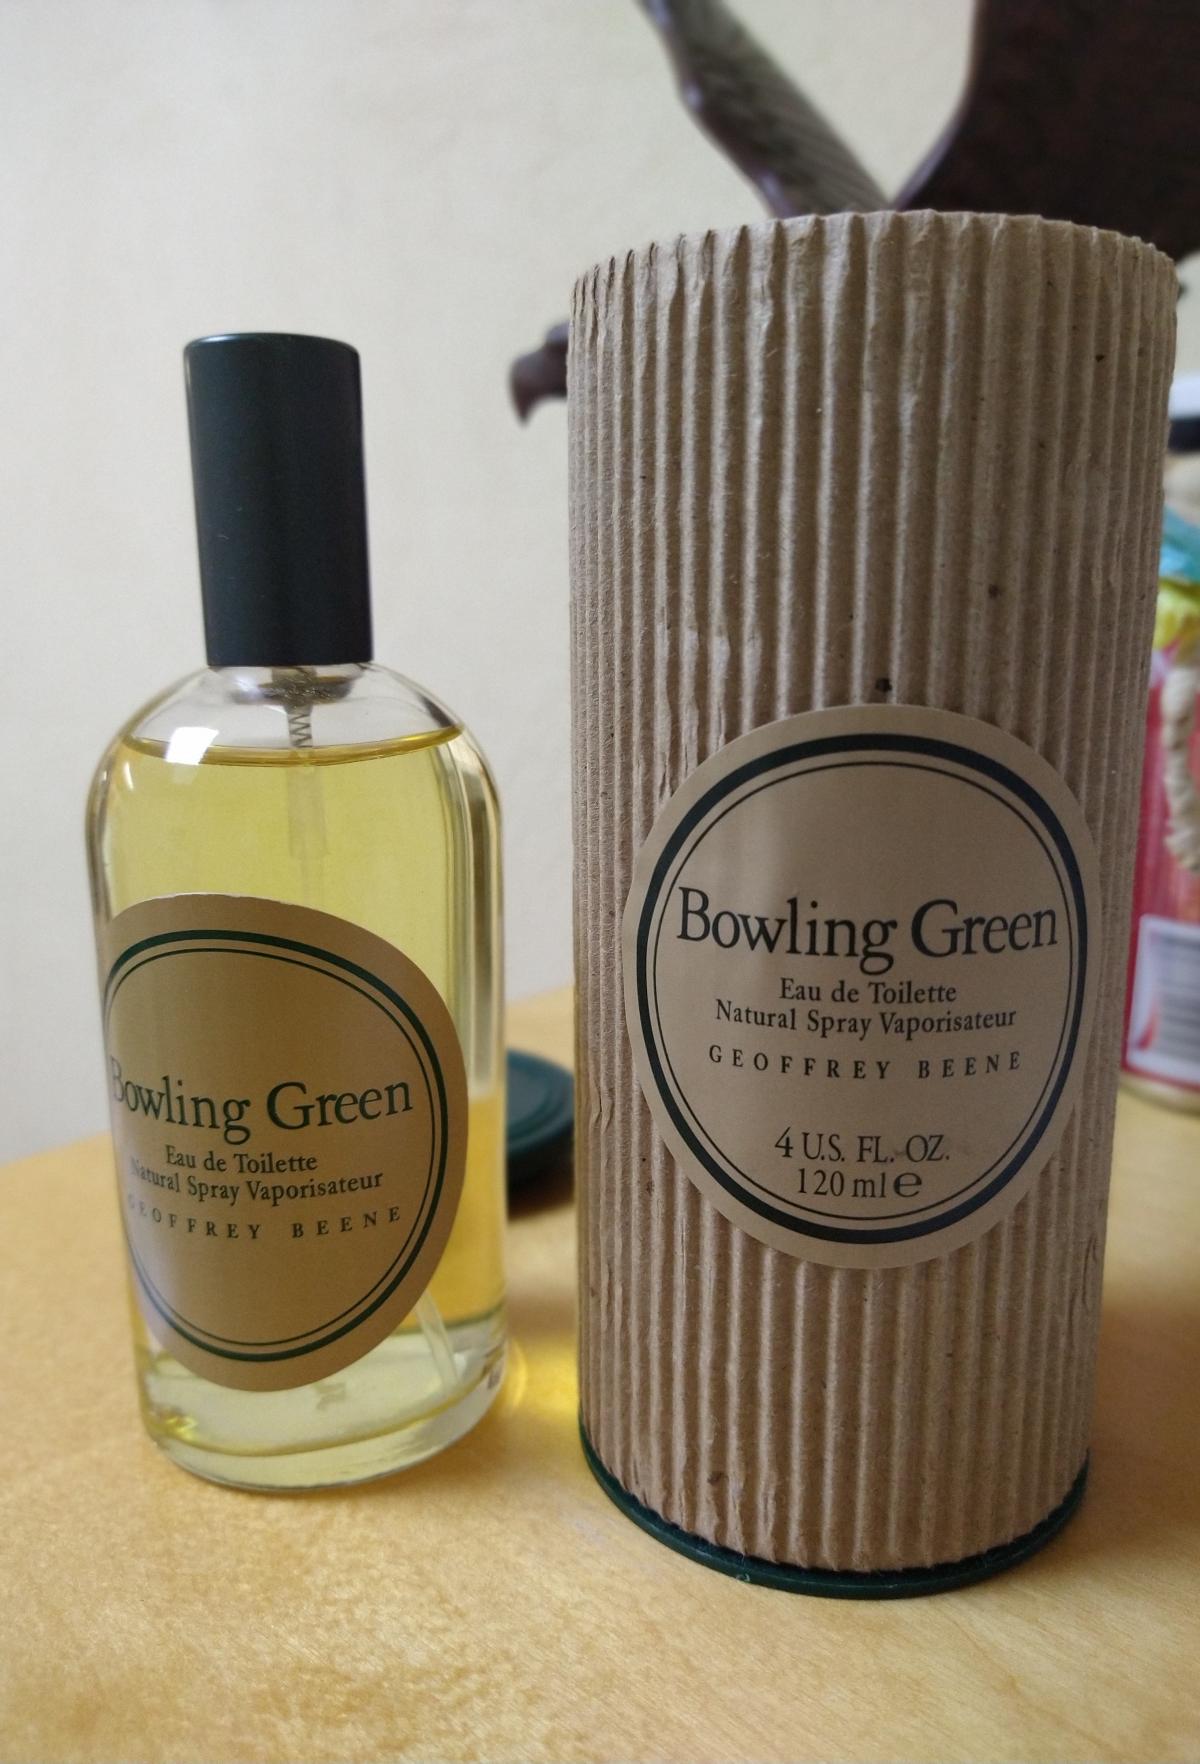 Bowling Green
Eau de Toilette
Natural Spray Vaporisateur
GEOFFREY BEENE
Bowling Green
Eau de Toilette
Natural Spray Vaporisateur
GEOFFREY BEENE
4 U.S. FL. OZ.
120 ml e